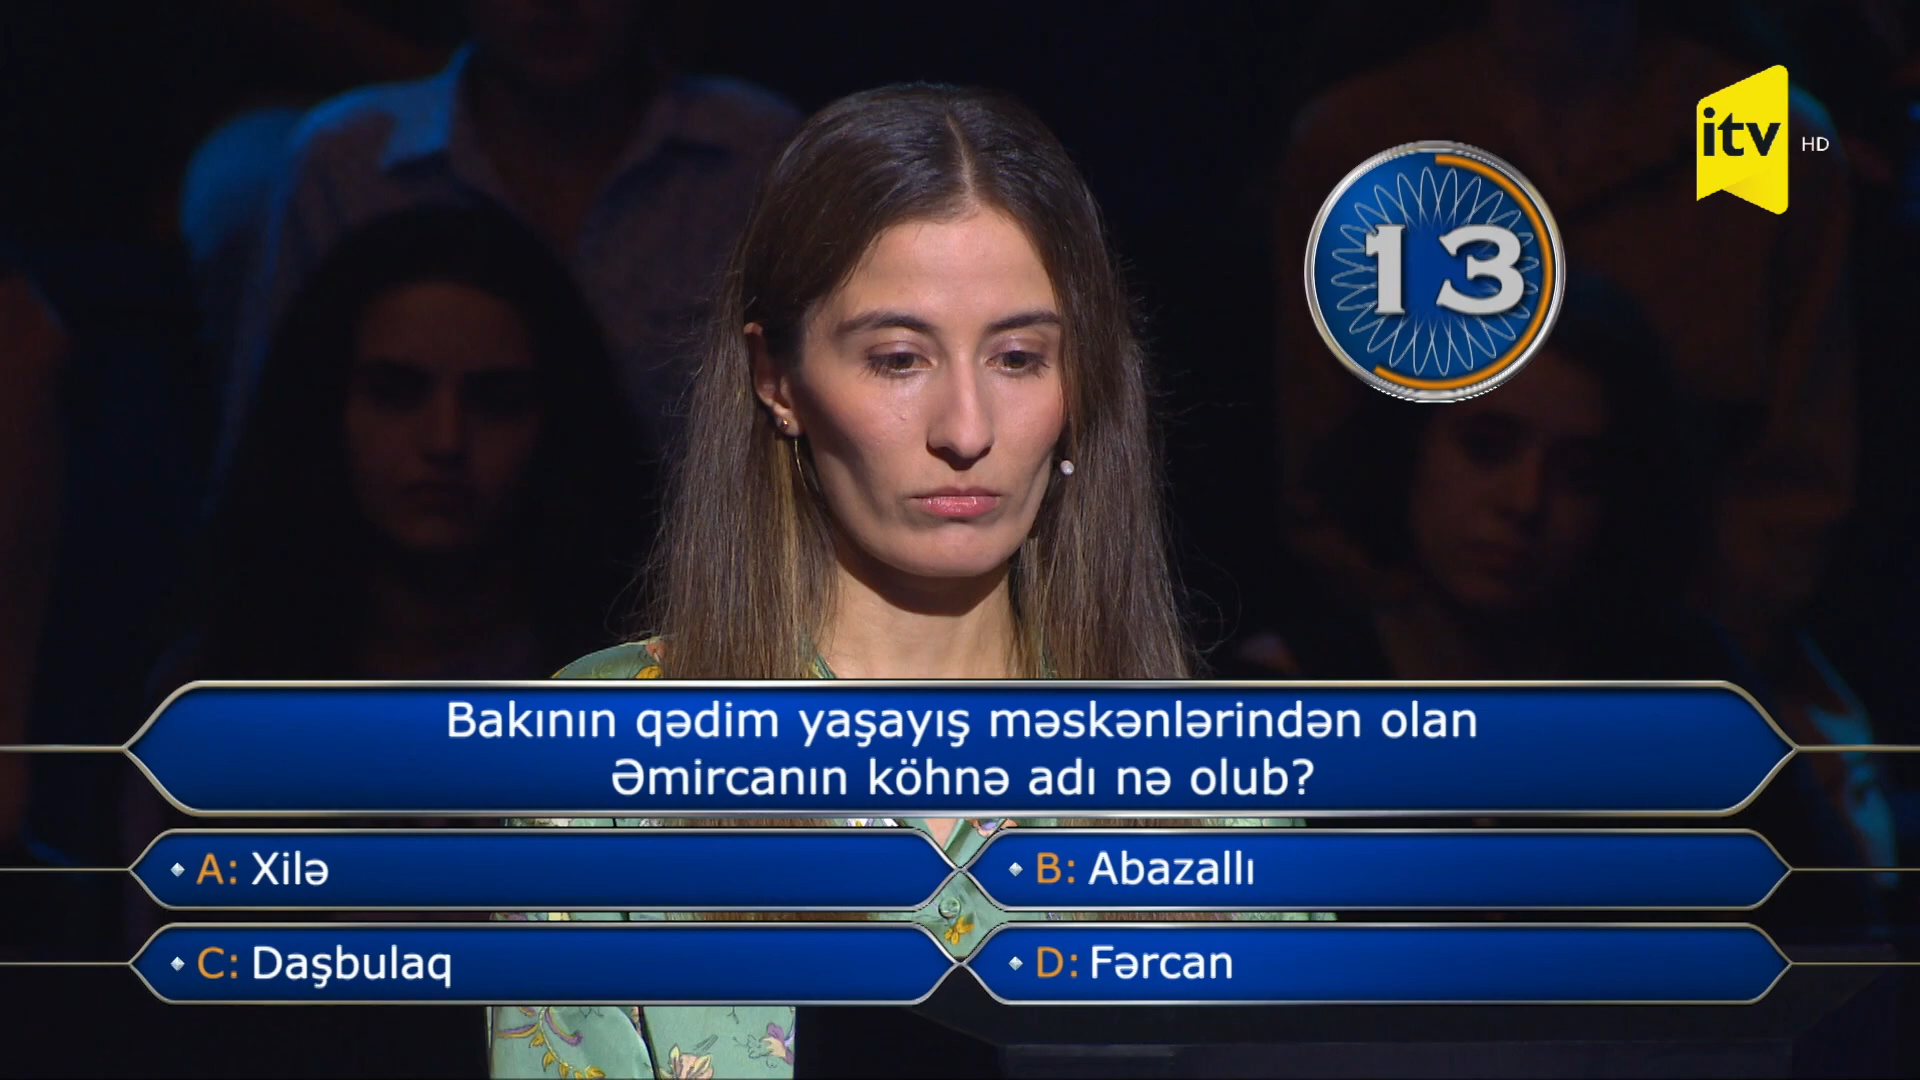 itv HD
13
Bakının qədim yaşayış məskənlərindən olan
Əmircanın köhnə adı nə olub?
A: Xilə
B: Abazallı
C: Daşbulaq
D: Fərcan